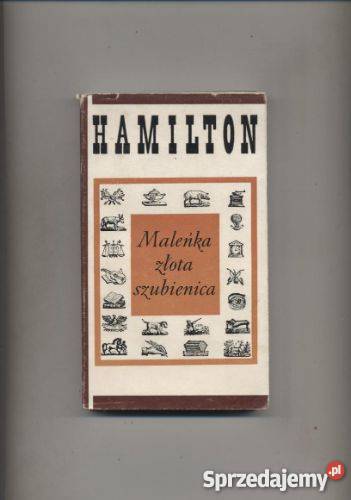 HAMILTON
Maleńka
złota
szubienica
Sprzedajemy.pl